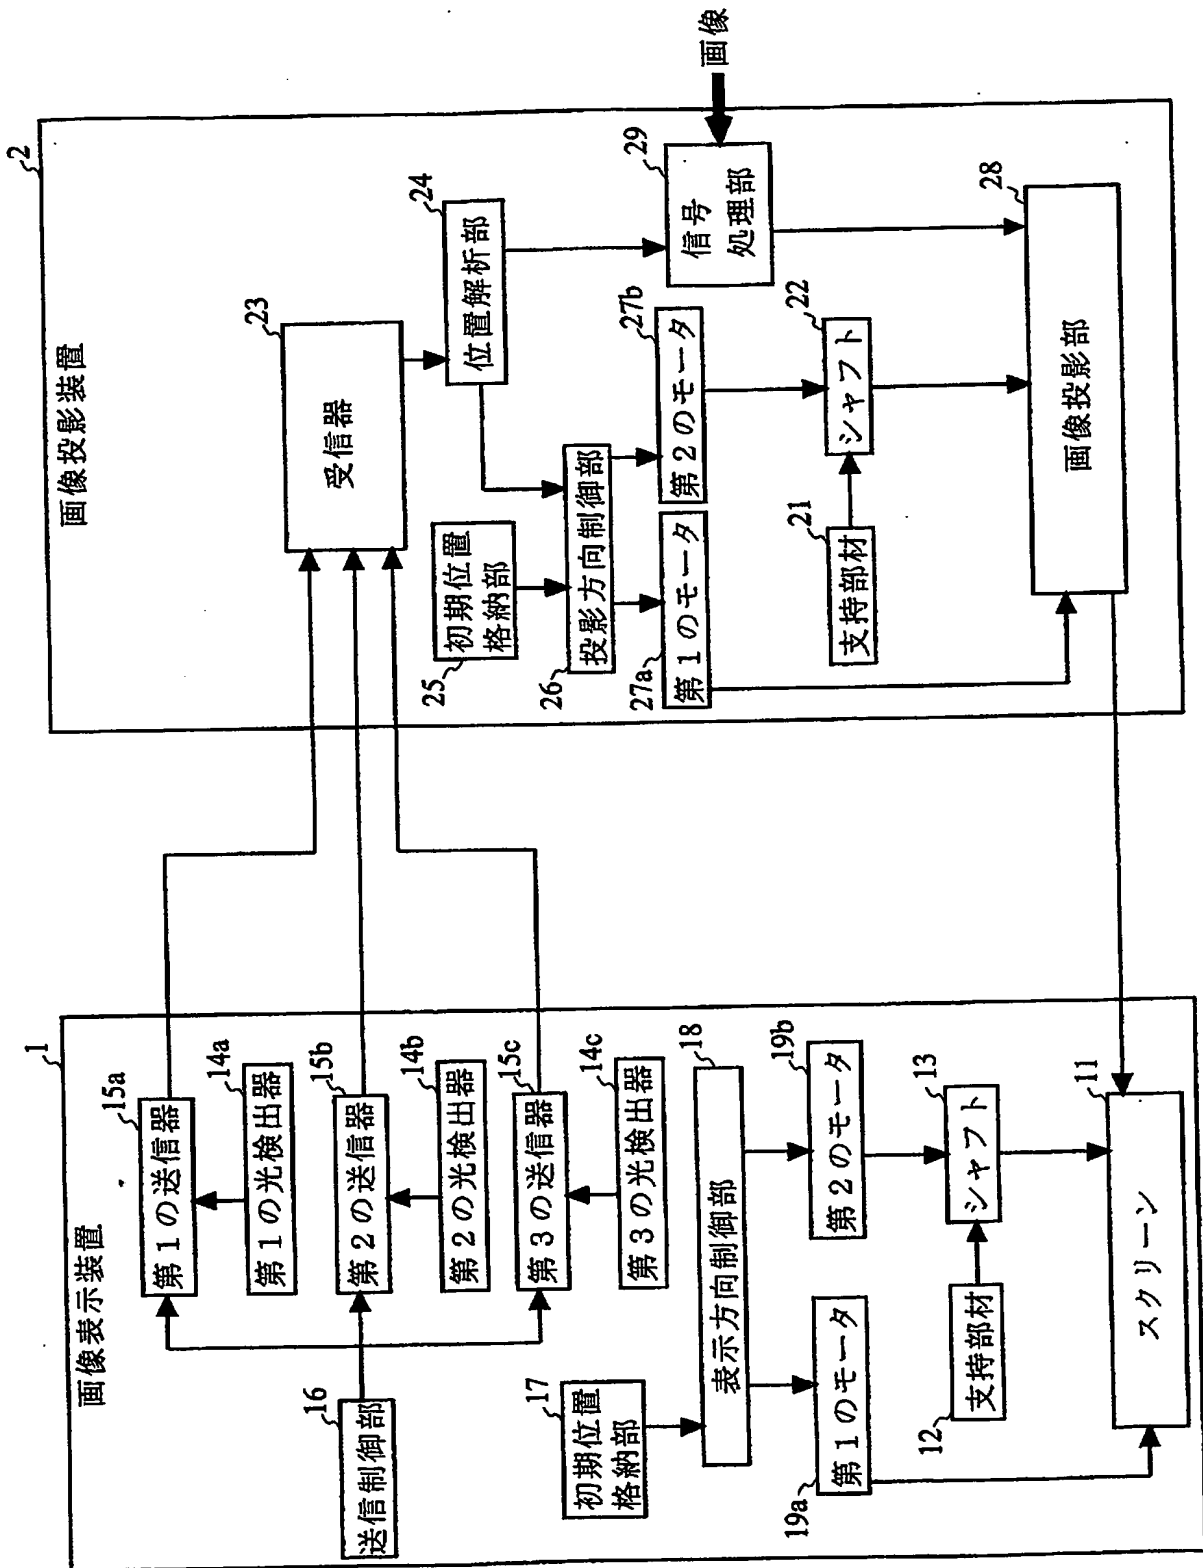 1
画像表示装置
16
送信制御部
15a
第1の送信器
14a
第1の光検出器
15b
第2の送信器
14b
第2の光検出器
15c
第3の送信器
14c
第3の光検出器
17
初期位置
格納部
18
表示方向制御部
19a
第1のモータ
19b
第2のモータ
12
支持部材
13
シャフト
11
スクリーン
2
画像投影装置
23
受信器
24
位置解析部
25
初期位置
格納部
26
投影方向制御部
27a
第1のモータ
27b
第2のモータ
29
信号
処理部
画像
21
支持部材
22
シャフト
28
画像投影部